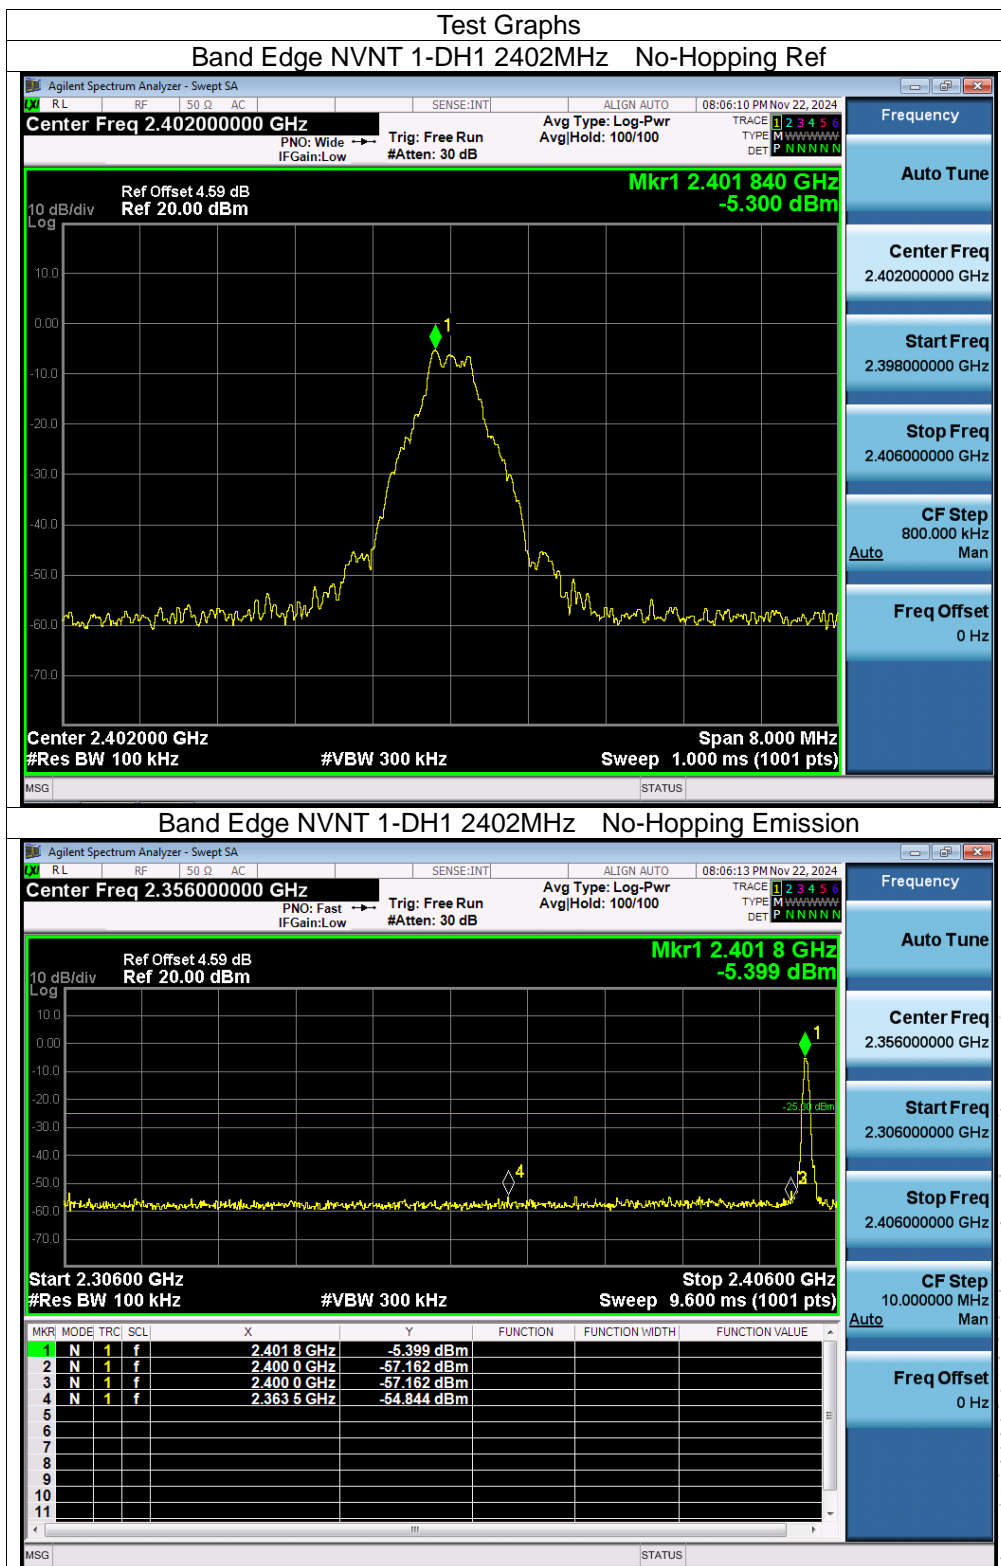 Test Graphs
Band Edge NVNT 1-DH1 2402MHz No-Hopping Ref
Agilent Spectrum Analyzer - Swept SA
LXI RL RF 50 Ω AC SENSE:INT ALIGN AUTO 08:06:10 PM Nov 22, 2024
Center Freq 2.402000000 GHz
PNO: Wide
IFGain:Low
Trig: Free Run
#Atten: 30 dB
Avg Type: Log-Pwr
Avg|Hold: 100/100
TRACE 1 2 3 4 5 6
TYPE M WWWWW
DET P N N N N N
Frequency
Auto Tune
Center Freq
2.402000000 GHz
Start Freq
2.398000000 GHz
Stop Freq
2.406000000 GHz
CF Step
800.000 kHz
Auto Man
Freq Offset
0 Hz
Mkr1 2.401 840 GHz
-5.300 dBm
Ref Offset 4.59 dB
10 dB/div Ref 20.00 dBm
Log
10.0
0.00
1
-10.0
-20.0
-30.0
-40.0
-50.0
-60.0
-70.0
Center 2.402000 GHz Span 8.000 MHz
#Res BW 100 kHz #VBW 300 kHz Sweep 1.000 ms (1001 pts)
MSG STATUS
Band Edge NVNT 1-DH1 2402MHz No-Hopping Emission
Agilent Spectrum Analyzer - Swept SA
LXI RL RF 50 Ω AC SENSE:INT ALIGN AUTO 08:06:13 PM Nov 22, 2024
Center Freq 2.356000000 GHz
PNO: Fast
IFGain:Low
Trig: Free Run
#Atten: 30 dB
Avg Type: Log-Pwr
Avg|Hold: 100/100
TRACE 1 2 3 4 5 6
TYPE M WWWWW
DET P N N N N N
Frequency
Auto Tune
Center Freq
2.356000000 GHz
Start Freq
2.306000000 GHz
Stop Freq
2.406000000 GHz
CF Step
10.000000 MHz
Auto Man
Freq Offset
0 Hz
Mkr1 2.401 8 GHz
-5.399 dBm
Ref Offset 4.59 dB
10 dB/div Ref 20.00 dBm
Log
10.0
1
0.00
-10.0
-20.0
-25.30 dBm
-30.0
-40.0
4
3
-50.0
-60.0
-70.0
Start 2.30600 GHz Stop 2.40600 GHz
#Res BW 100 kHz #VBW 300 kHz Sweep 9.600 ms (1001 pts)
MKR MODE TRC SCL X Y FUNCTION FUNCTION WIDTH FUNCTION VALUE
1 N 1 f 2.401 8 GHz -5.399 dBm
2 N 1 f 2.400 0 GHz -57.162 dBm
3 N 1 f 2.400 0 GHz -57.162 dBm
4 N 1 f 2.363 5 GHz -54.844 dBm
5
6
7
8
9
10
11
MSG STATUS